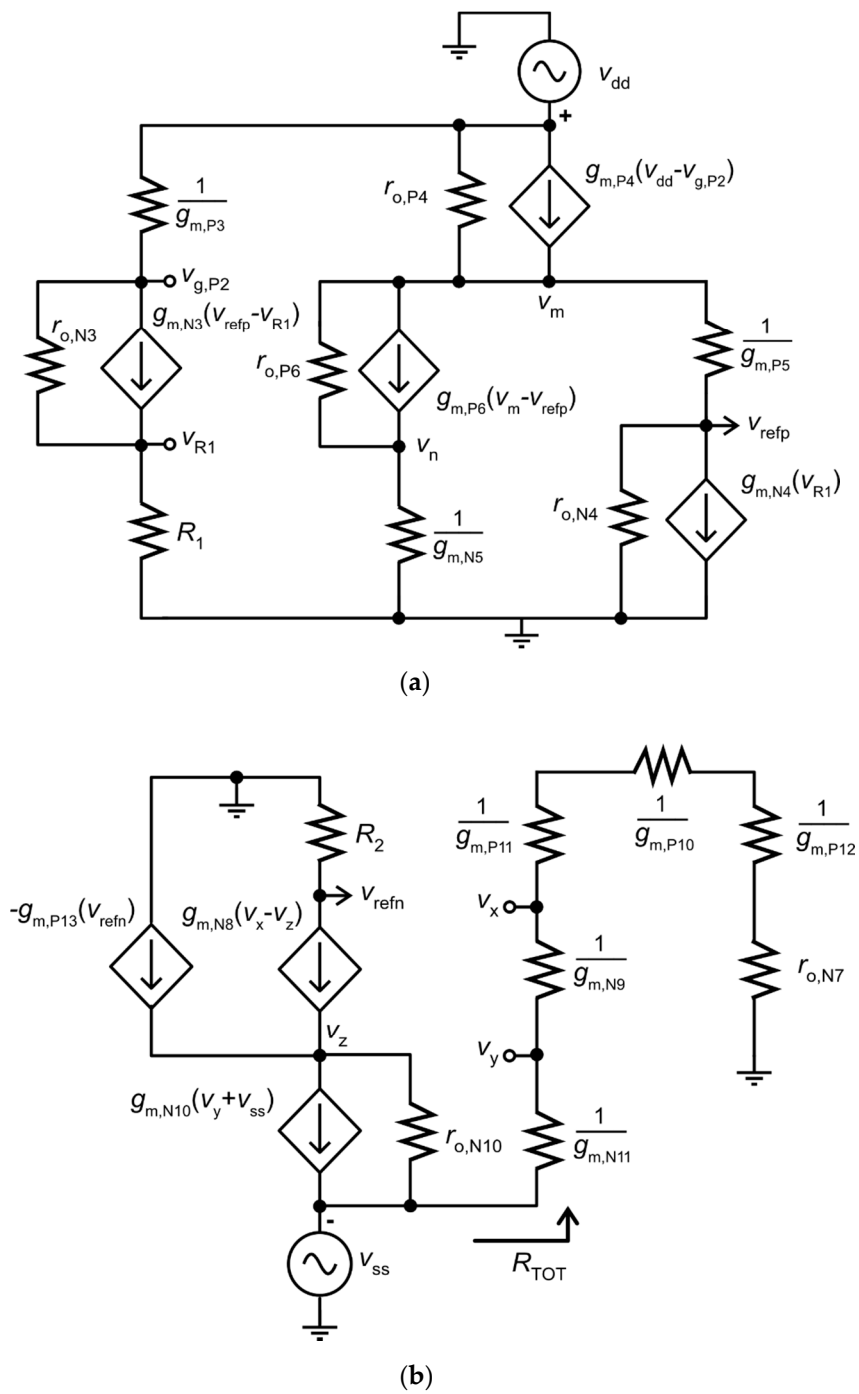 v_dd
+
1/g_m,P3
r_o,P4
g_m,P4(v_dd-v_g,P2)
v_g,P2
v_m
r_o,N3
g_m,N3(v_refp-v_R1)
r_o,P6
g_m,P6(v_m-v_refp)
1/g_m,P5
v_refp
v_R1
v_n
g_m,N4(v_R1)
R_1
1/g_m,N5
r_o,N4
(a)
R_2
1/g_m,P11
1/g_m,P10
1/g_m,P12
-g_m,P13(v_refn)
v_refn
g_m,N8(v_x-v_z)
v_x
1/g_m,N9
r_o,N7
v_z
v_y
g_m,N10(v_y+v_ss)
r_o,N10
1/g_m,N11
-
v_ss
R_TOT
(b)